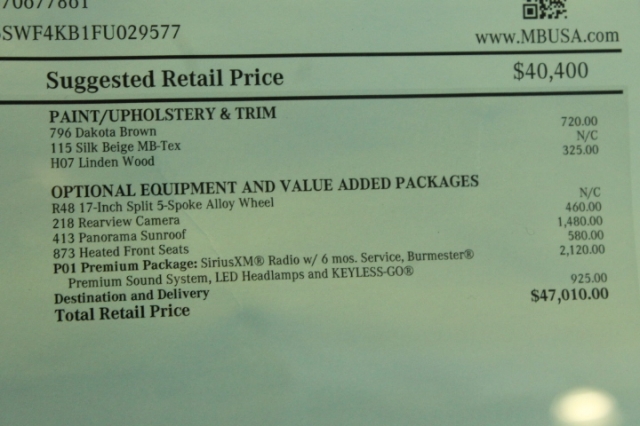 SWF4KB1FU029577
www.MBUSA.com
Suggested Retail Price $40,400
PAINT/UPHOLSTERY & TRIM
796 Dakota Brown 720.00
115 Silk Beige MB-Tex N/C
H07 Linden Wood 325.00
OPTIONAL EQUIPMENT AND VALUE ADDED PACKAGES
R48 17-Inch Split 5-Spoke Alloy Wheel N/C
218 Rearview Camera 460.00
413 Panorama Sunroof 1,480.00
873 Heated Front Seats 580.00
P01 Premium Package: SiriusXM® Radio w/ 6 mos. Service, Burmester® 2,120.00
Premium Sound System, LED Headlamps and KEYLESS-GO®
Destination and Delivery 925.00
Total Retail Price $47,010.00